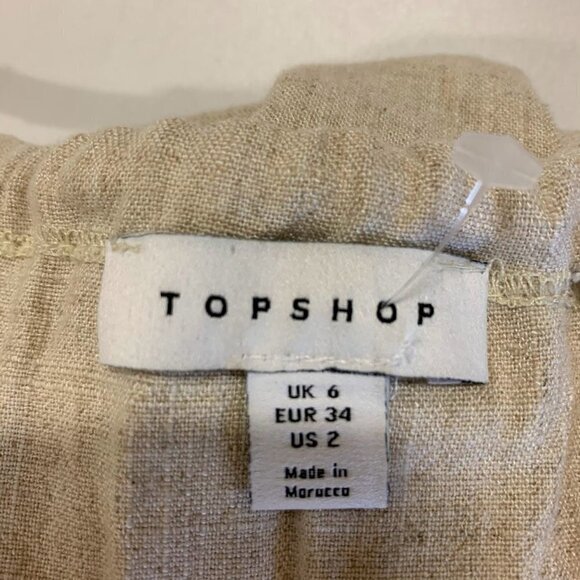 TOPSHOP
UK 6
EUR 34
US 2
Made in
Morocco